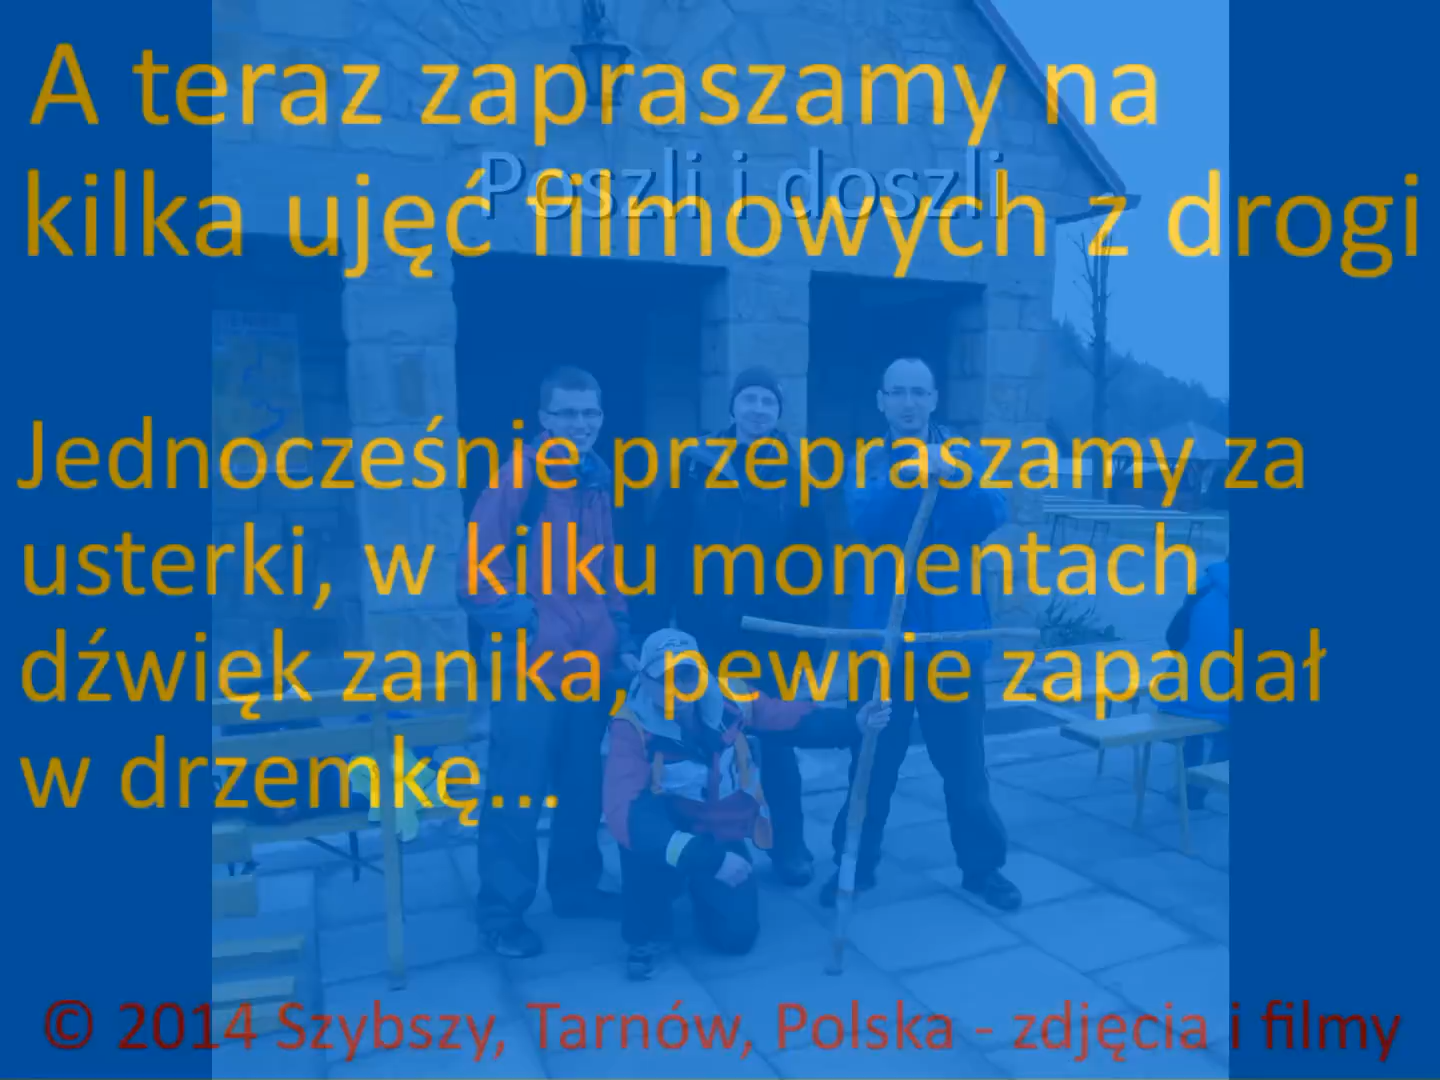 A teraz zapraszamy na
Poszli i doszli
kilka ujęć filmowych z drogi
Jednocześnie przepraszamy za
usterki, w kilku momentach
dźwięk zanika, pewnie zapadał
w drzemkę...
© 2014 Szybszy, Tarnów, Polska - zdjęcia i filmy